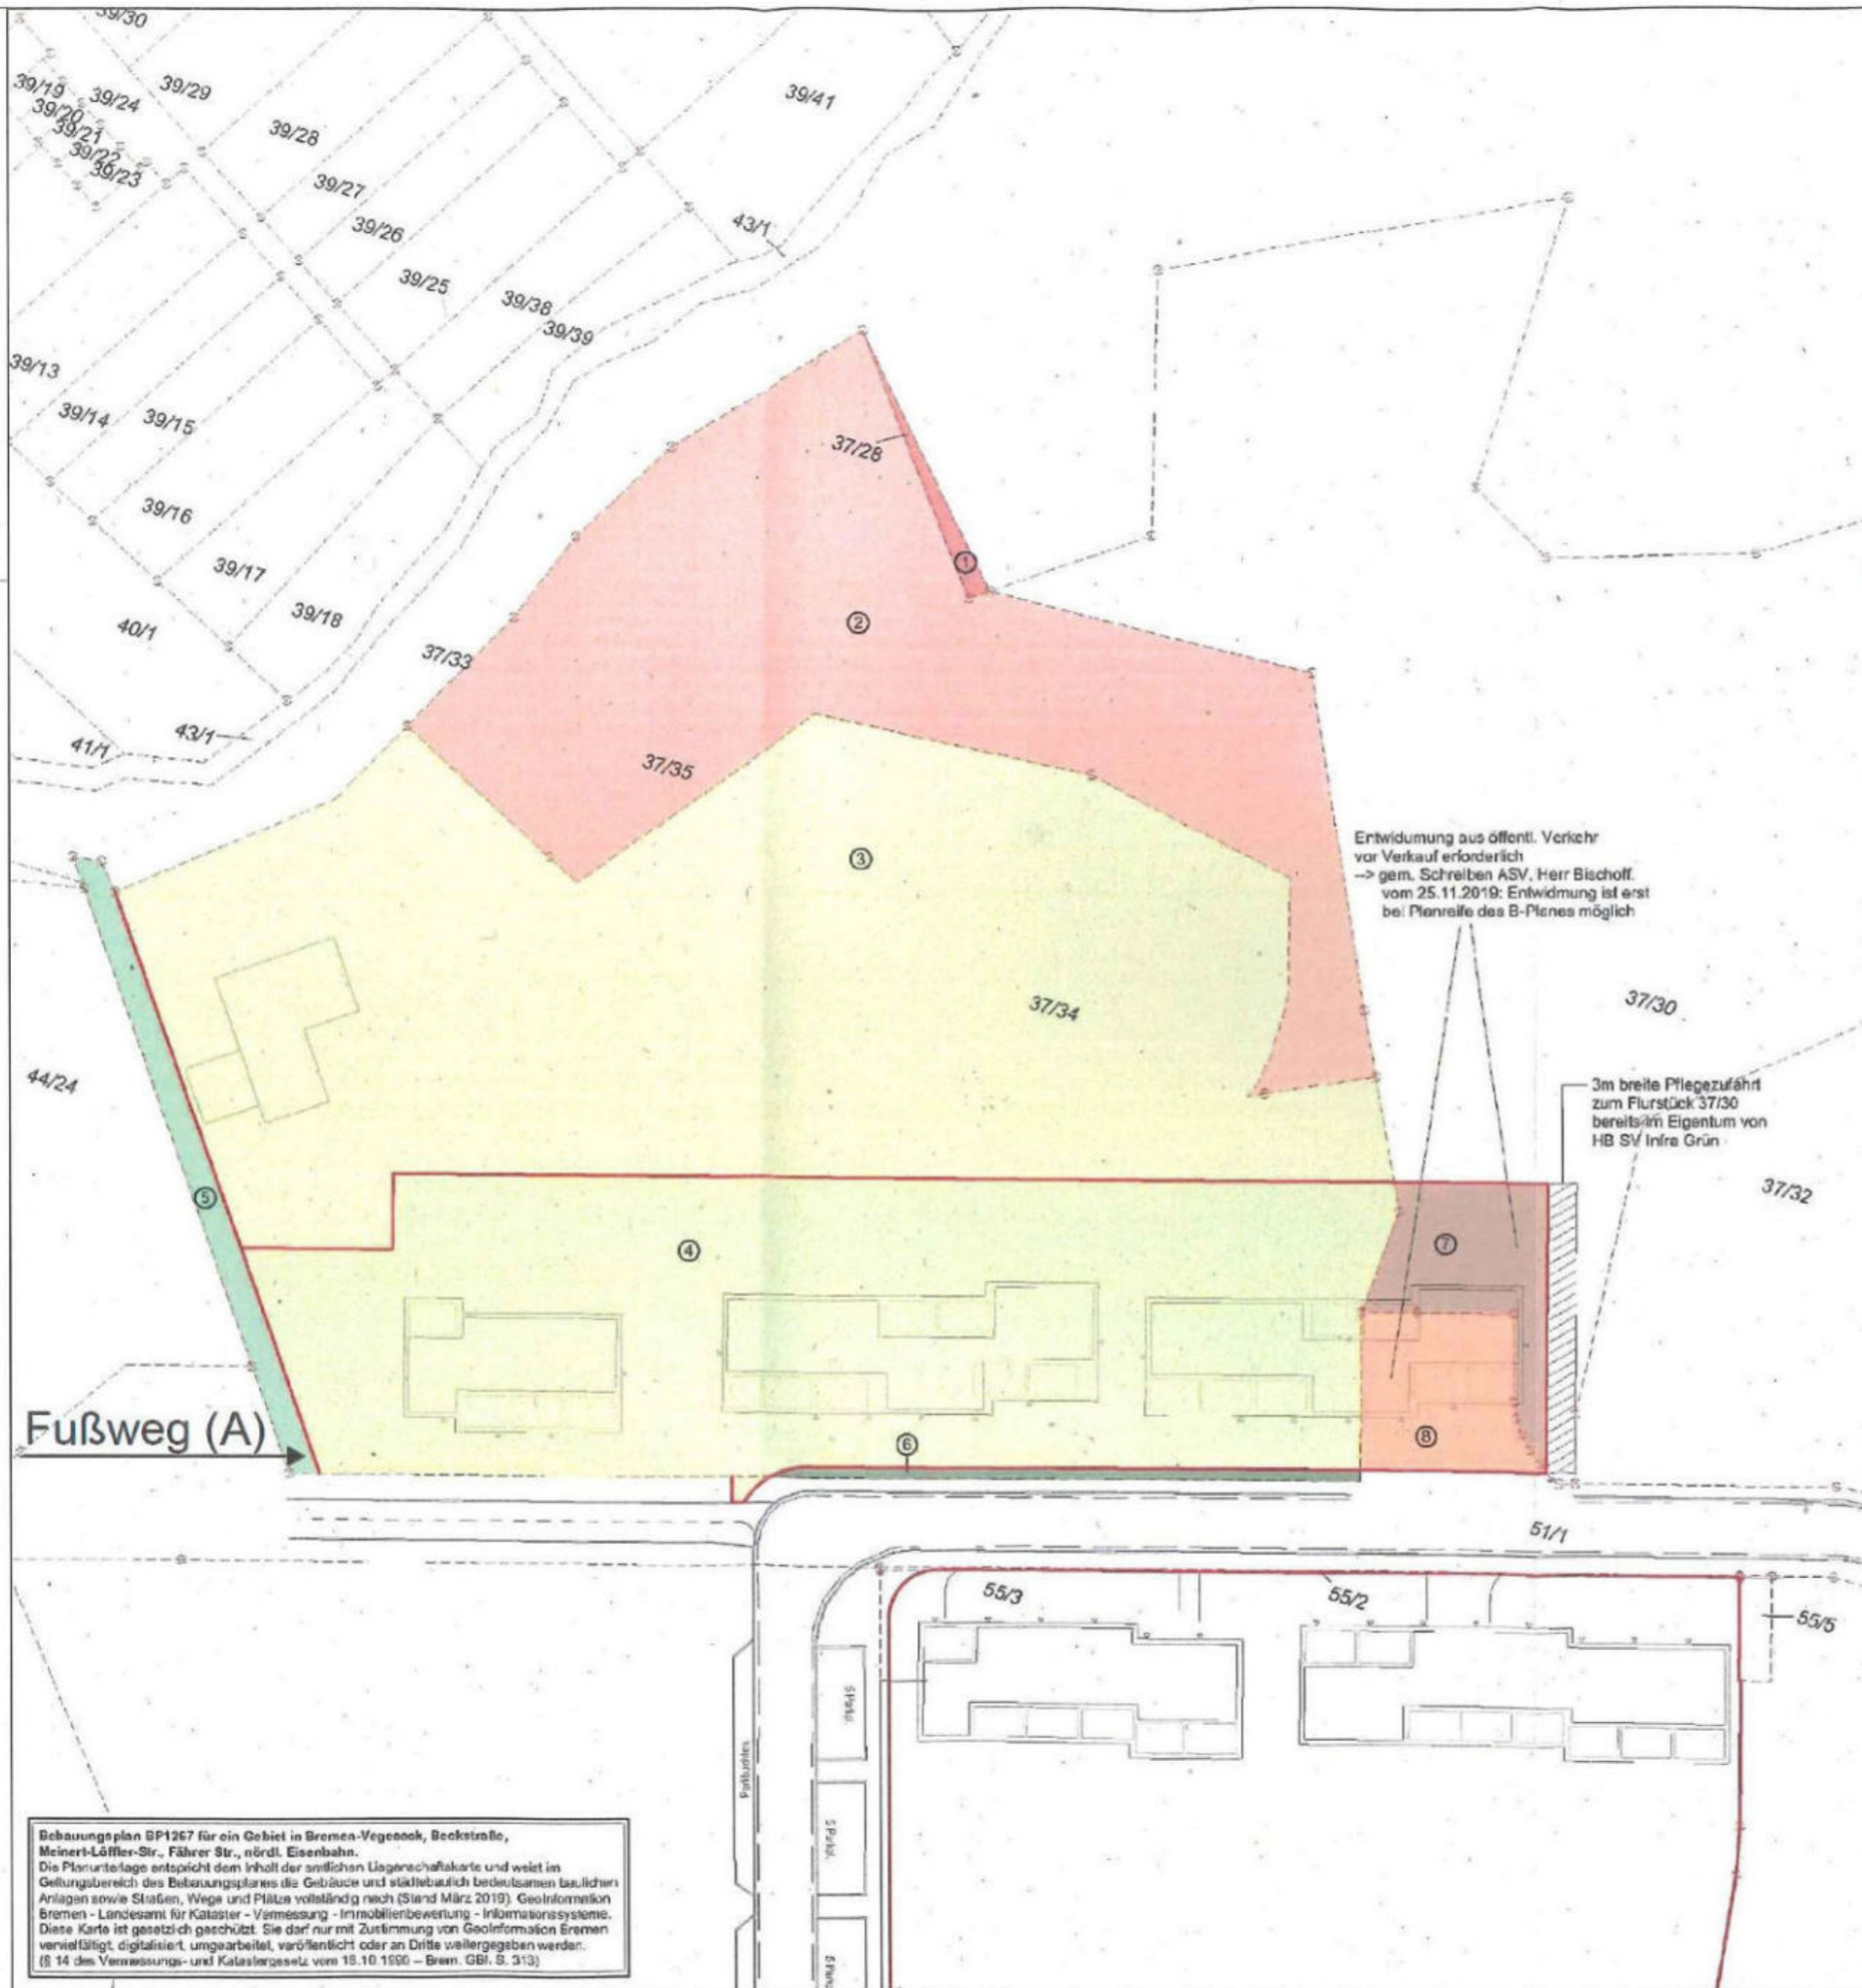 39/30
39/19
39/24
39/29
39/20
39/21
39/22
39/23
39/28
39/41
39/27
39/26
43/1
39/25
39/38
39/39
39/13
39/14
39/15
37/28
39/16
①
39/17
②
39/18
40/1
37/33
43/1
41/1
37/35
③
Entwidumung aus öffentl. Verkehr
vor Verkauf erforderlich
--> gem. Schreiben ASV, Herr Bischoff.
vom 25.11.2019: Entwidmung ist erst
bei Planreife des B-Planes möglich
37/34
37/30
44/24
3m breite Pflegezufahrt
zum Flurstück 37/30
bereits im Eigentum von
HB SV Infra Grün
37/32
⑤
④
⑦
Fußweg (A)
⑥
⑧
51/1
55/3
55/2
55/5
5 Parkpl.
Parkbuchten
5 Parkpl.
Bebauungsplan BP1267 für ein Gebiet in Bremen-Vegesack, Beckstraße,
Meinert-Löffler-Str., Fährer Str., nördl. Eisenbahn.
Die Planunterlage entspricht dem Inhalt der amtlichen Liegenschaftskarte und weist im
Geltungsbereich des Bebauungsplanes die Gebäude und städtebaulich bedeutsamen baulichen
Anlagen sowie Straßen, Wege und Plätze vollständig nach (Stand März 2019). GeoInformation
Bremen - Landesamt für Kataster - Vermessung - Immobilienbewertung - Informationssysteme.
Diese Karte ist gesetzlich geschützt. Sie darf nur mit Zustimmung von GeoInformation Bremen
vervielfältigt, digitalisiert, umgearbeitet, veröffentlicht oder an Dritte weitergegeben werden.
(§ 14 des Vermessungs- und Katastergesetz vom 18.10.1990 – Brem. GBl. S. 313)